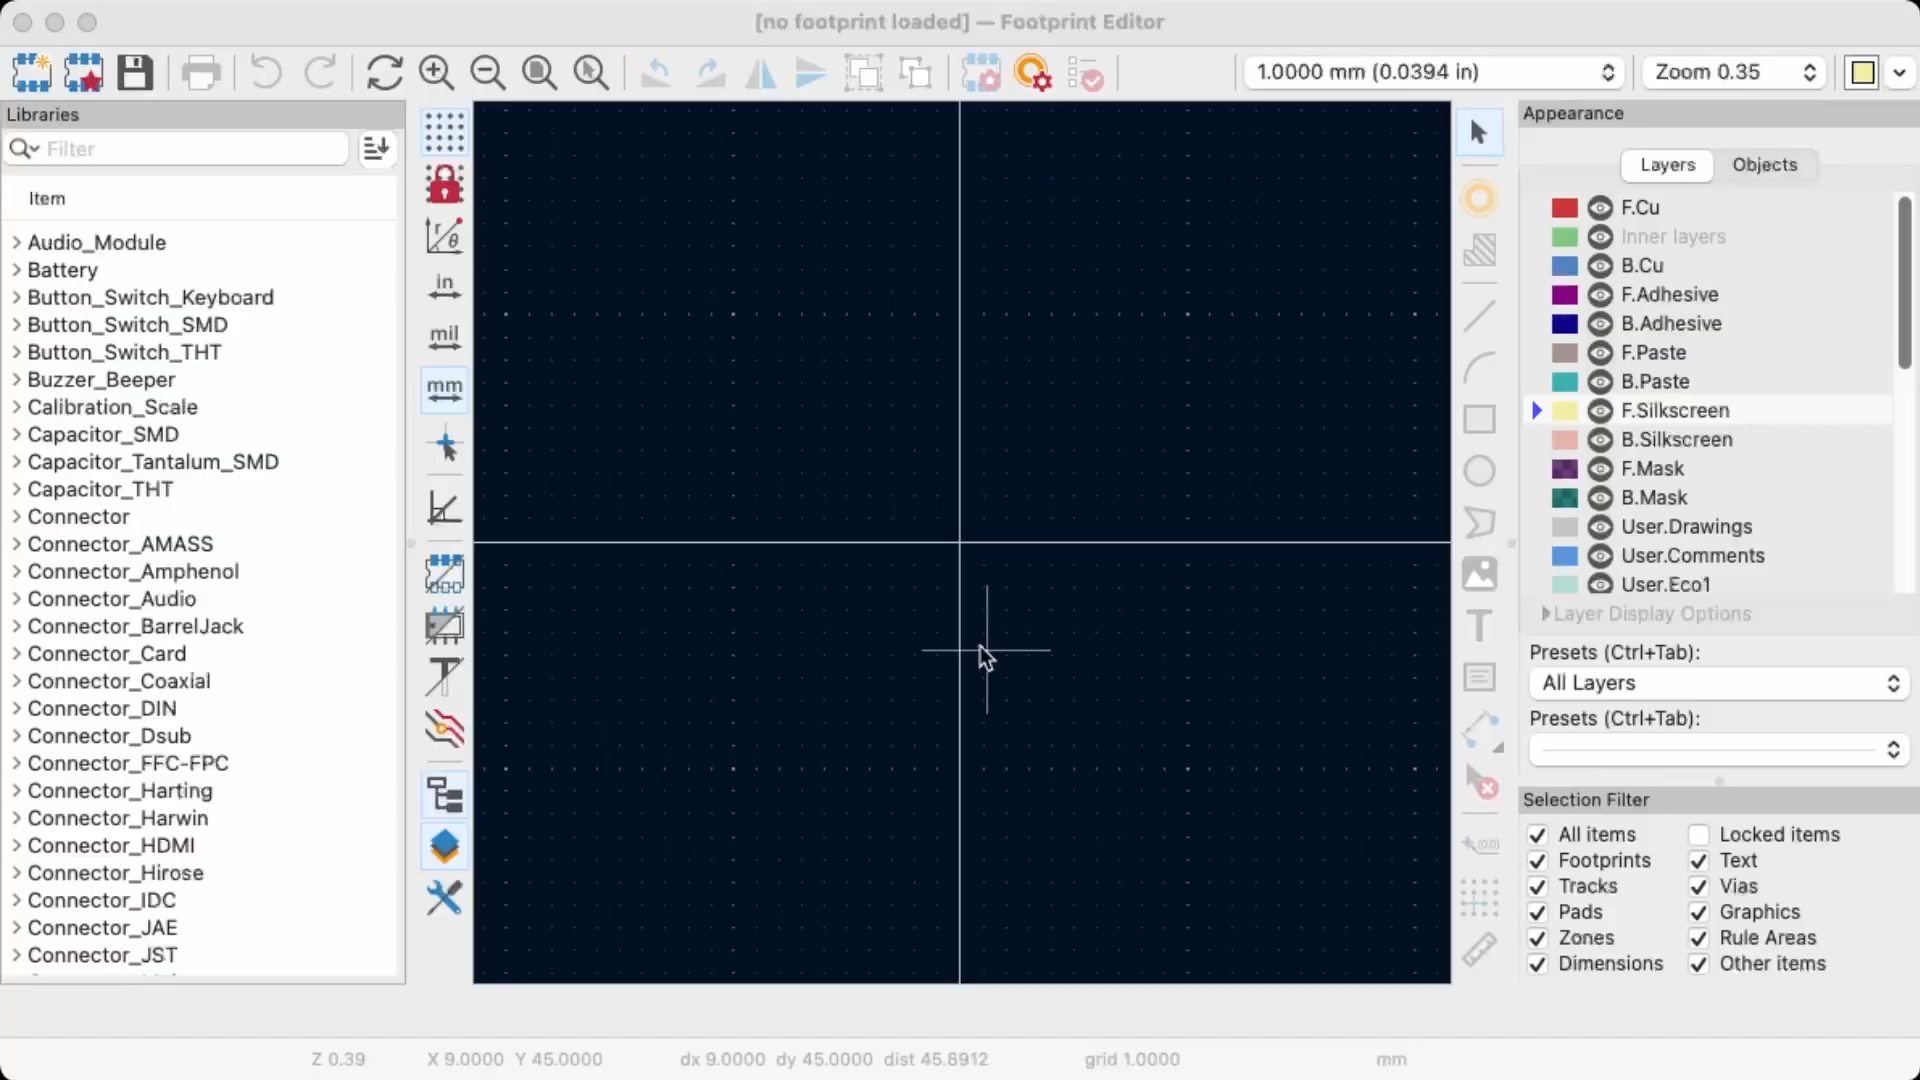 [no footprint loaded] — Footprint Editor
1.0000 mm (0.0394 in)
Zoom 0.35
Libraries
Filter
Item
Audio_Module
Battery
Button_Switch_Keyboard
Button_Switch_SMD
Button_Switch_THT
Buzzer_Beeper
Calibration_Scale
Capacitor_SMD
Capacitor_Tantalum_SMD
Capacitor_THT
Connector
Connector_AMASS
Connector_Amphenol
Connector_Audio
Connector_BarrelJack
Connector_Card
Connector_Coaxial
Connector_DIN
Connector_Dsub
Connector_FFC-FPC
Connector_Harting
Connector_Harwin
Connector_HDMI
Connector_Hirose
Connector_IDC
Connector_JAE
Connector_JST
r
θ
in
mil
mm
T
T
(0,0)
Appearance
Layers
Objects
F.Cu
Inner layers
B.Cu
F.Adhesive
B.Adhesive
F.Paste
B.Paste
F.Silkscreen
B.Silkscreen
F.Mask
B.Mask
User.Drawings
User.Comments
User.Eco1
Layer Display Options
Presets (Ctrl+Tab):
All Layers
Presets (Ctrl+Tab):
Selection Filter
All items
Locked items
Footprints
Text
Tracks
Vias
Pads
Graphics
Zones
Rule Areas
Dimensions
Other items
Z 0.39
X 9.0000 Y 45.0000
dx 9.0000 dy 45.0000 dist 45.8912
grid 1.0000
mm